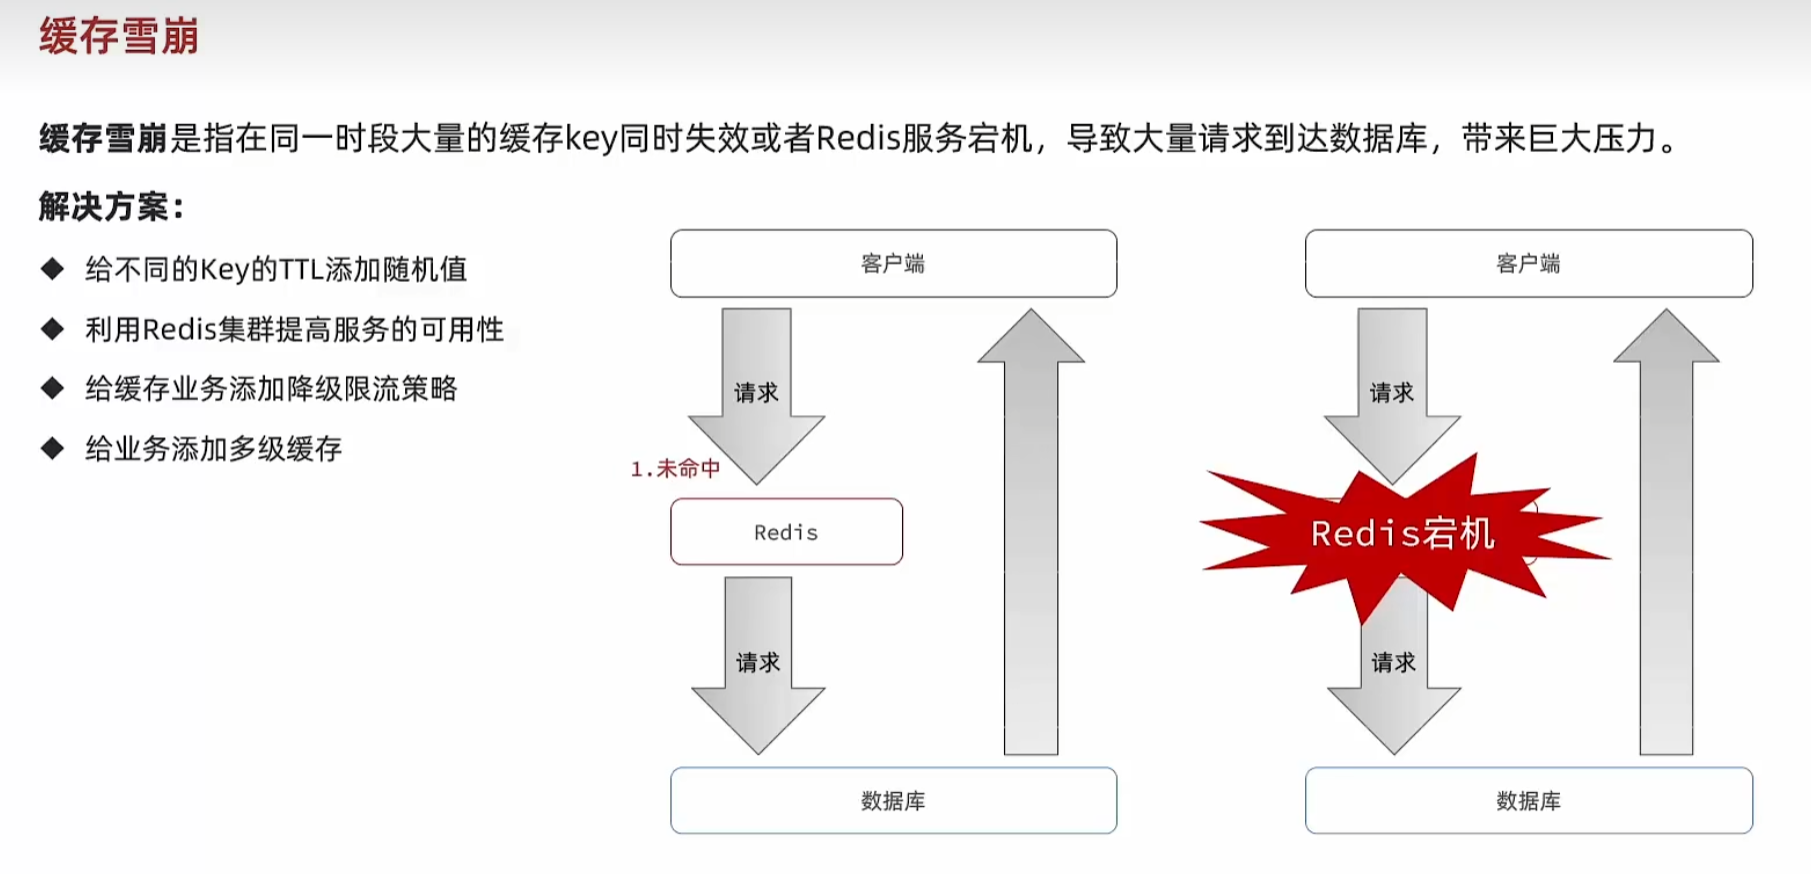 缓存雪崩
缓存雪崩是指在同一时段大量的缓存key同时失效或者Redis服务宕机，导致大量请求到达数据库，带来巨大压力。
解决方案：
给不同的Key的TTL添加随机值
利用Redis集群提高服务的可用性
给缓存业务添加降级限流策略
给业务添加多级缓存
客户端
请求
1.未命中
Redis
请求
数据库
客户端
请求
Redis宕机
请求
数据库